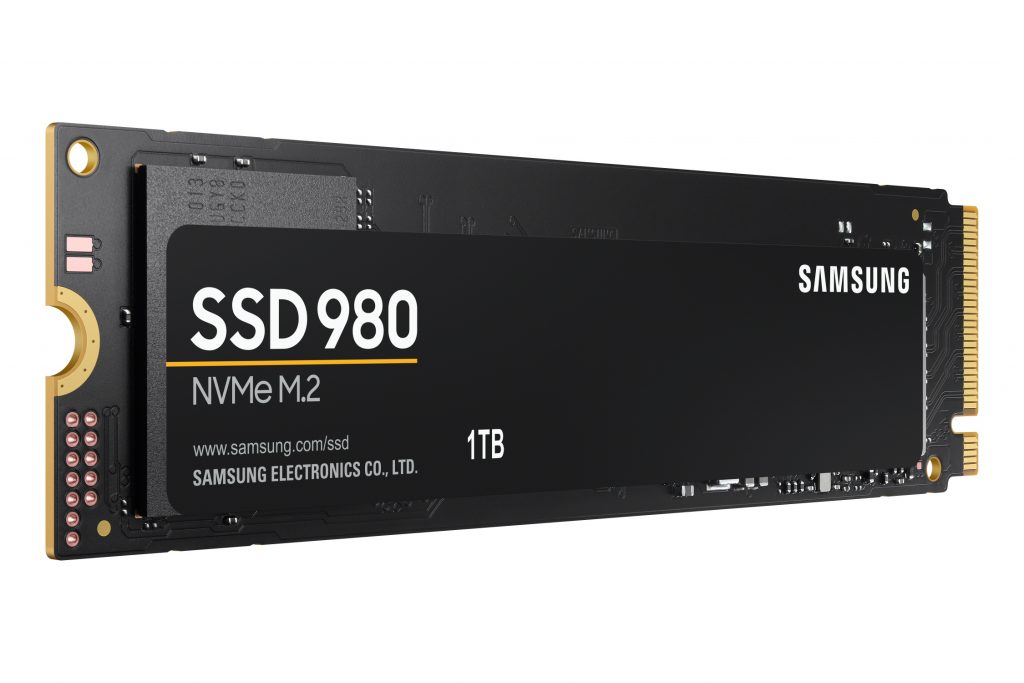 SAMSUNG
SSD 980
NVMe M.2
www.samsung.com/ssd
1TB
SAMSUNG ELECTRONICS CO., LTD.